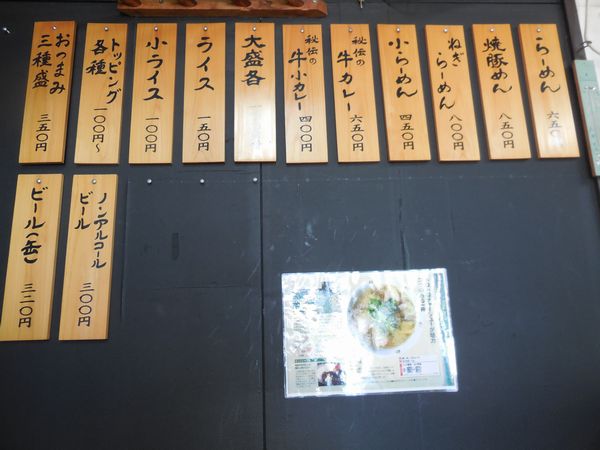 らーめん 六五〇
焼豚めん 八五〇円
ねぎらーめん 八〇〇円
小らめん 四五〇円
秘伝の
牛カレー 六五〇円
秘伝の
牛小カレー 四〇〇円
大盛各
ライス 一五〇円
小ライス 一〇〇円
トッピング
各種 一〇〇円〜
おつまみ
三種盛 三五〇円
ノンアルコール
ビール 三〇〇円
ビール(缶) 三二〇円